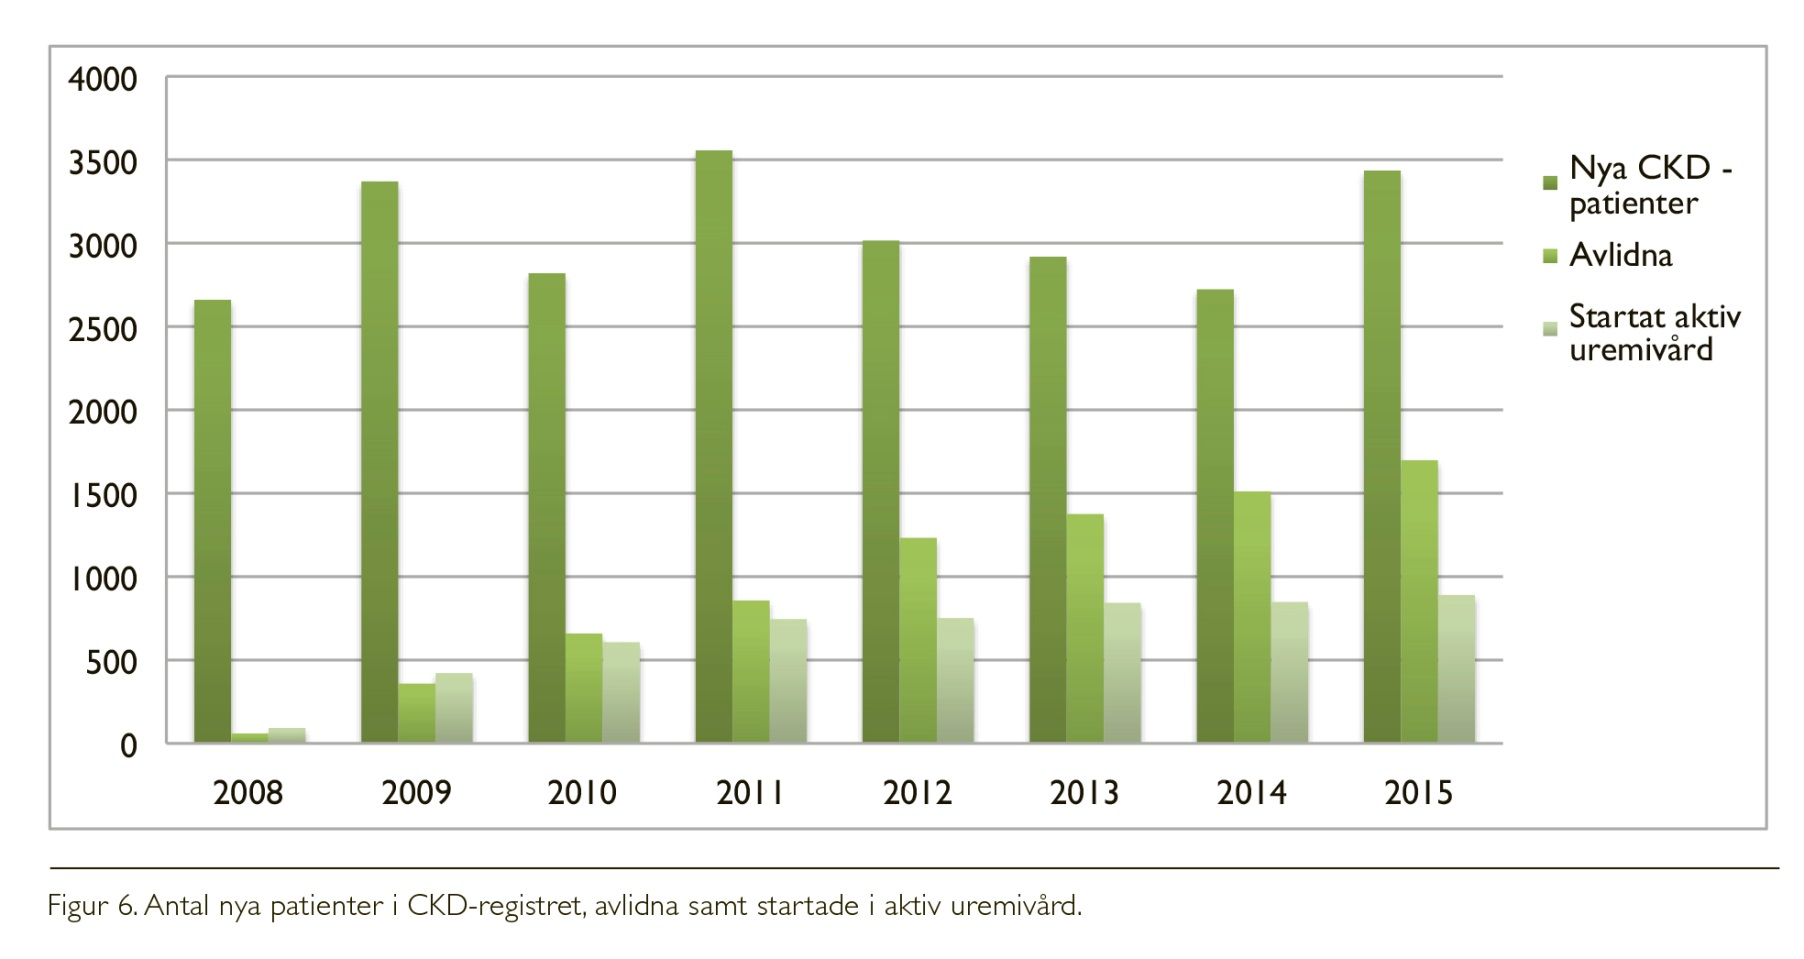 4000
3500
3000
2500
2000
1500
1000
500
0
2008 2009 2010 2011 2012 2013 2014 2015
Nya CKD -
patienter
Avlidna
Startat aktiv
uremivård
Figur 6. Antal nya patienter i CKD-registret, avlidna samt startade i aktiv uremivård.